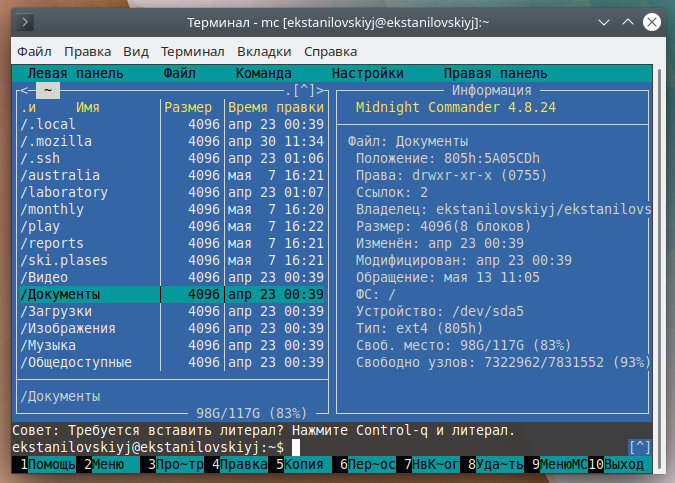 Терминал - mc [ekstanilovskiyj@ekstanilovskiyj]:~
Файл Правка Вид Терминал Вкладки Справка
Левая панель Файл Команда Настройки Правая панель
<─ ~ ─.[^]>
.и Имя Размер Время правки
/.local 4096 апр 23 00:39
/.mozilla 4096 апр 30 11:34
/.ssh 4096 апр 23 01:06
/australia 4096 мая 7 16:21
/laboratory 4096 апр 23 01:07
/monthly 4096 мая 7 16:20
/play 4096 мая 7 16:22
/reports 4096 мая 7 16:21
/ski.plases 4096 мая 7 16:21
/Видео 4096 апр 23 00:39
/Документы 4096 апр 23 00:39
/Загрузки 4096 апр 23 00:39
/Изображения 4096 апр 23 00:39
/Музыка 4096 апр 23 00:39
/Общедоступные 4096 апр 23 00:39
/Документы
98G/117G (83%)
Информация
Midnight Commander 4.8.24
Файл: Документы
Положение: 805h:5A05CDh
Права: drwxr-xr-x (0755)
Ссылок: 2
Владелец: ekstanilovskiyj/ekstanilovs
Размер: 4096(8 блоков)
Изменён: апр 23 00:39
Модифицирован: апр 23 00:39
Обращение: мая 13 11:05
ФС: /
Устройство: /dev/sda5
Тип: ext4 (805h)
Своб. место: 98G/117G (83%)
Свободно узлов: 7322962/7831552 (93%)
Совет: Требуется вставить литерал? Нажмите Control-q и литерал.
ekstanilovskiyj@ekstanilovskiyj:~$ [^]
1Помощь 2Меню 3Про~тр 4Правка 5Копия 6Пер~ос 7НвК~ог 8Уда~ть 9МенюМС 10Выход